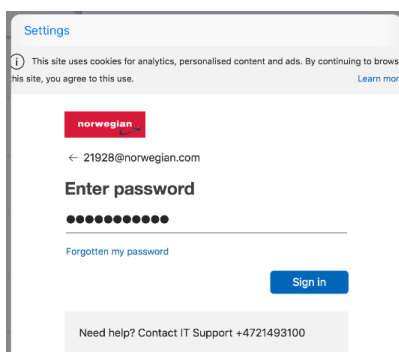 Settings
i This site uses cookies for analytics, personalised content and ads. By continuing to brows
this site, you agree to this use. Learn mor
norwegian
← 21928@norwegian.com
Enter password
●●●●●●●●●●●
Forgotten my password
Sign in
Need help? Contact IT Support +4721493100